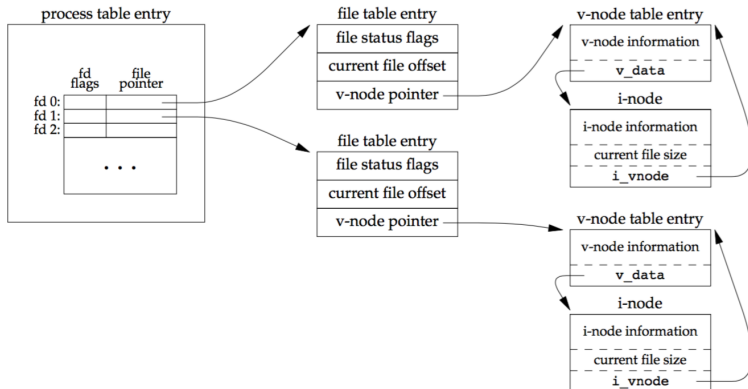 process table entry
fd flags
file pointer
fd 0:
fd 1:
fd 2:
• • •
file table entry
file status flags
current file offset
v-node pointer
file table entry
file status flags
current file offset
v-node pointer
v-node table entry
v-node information
v_data
i-node
i-node information
current file size
i_vnode
v-node table entry
v-node information
v_data
i-node
i-node information
current file size
i_vnode